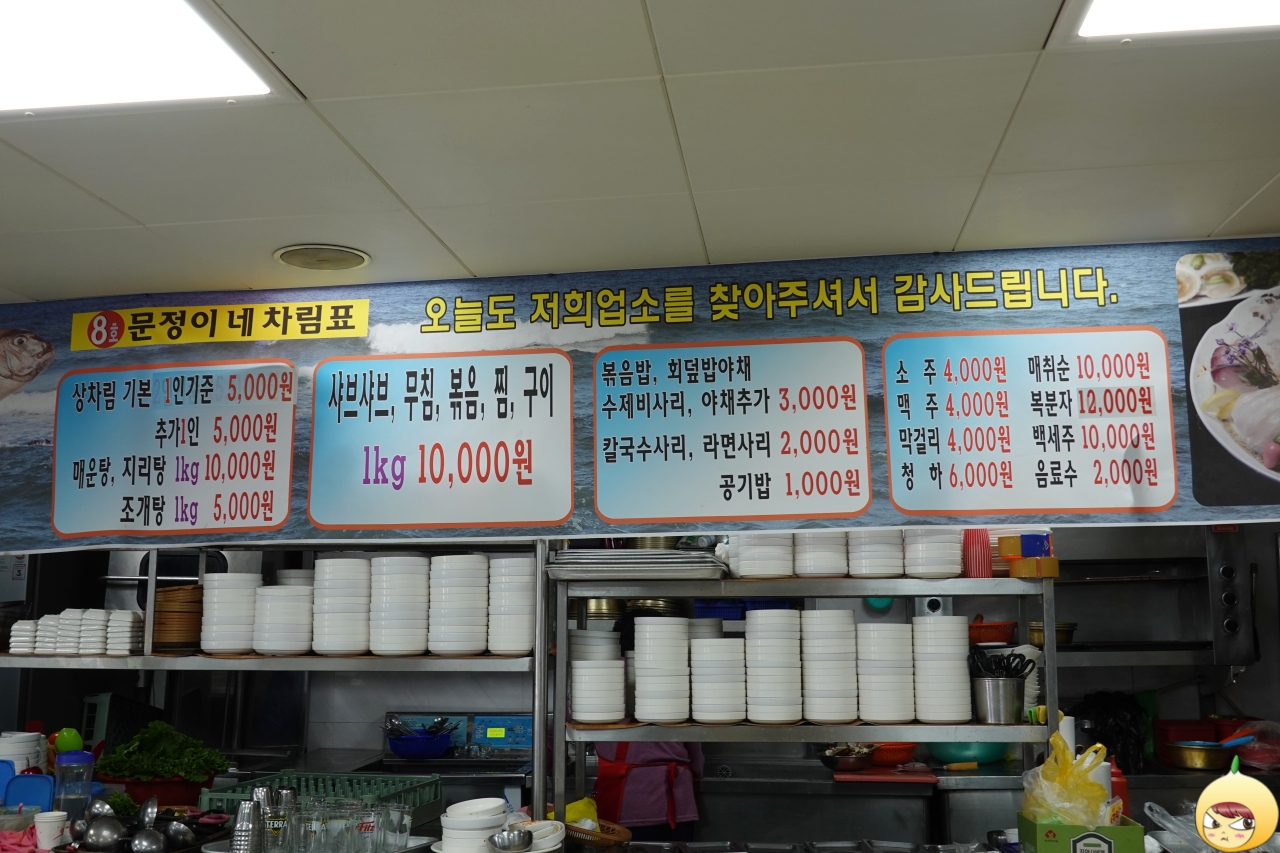 8호 문정이네 차림표
오늘도 저희업소를 찾아주셔서 감사드립니다.
상차림 기본 1인기준 5,000원
추가1인 5,000원
매운탕, 지리탕 1kg 10,000원
조개탕 1kg 5,000원
샤브샤브, 무침, 볶음, 찜, 구이
1kg 10,000원
볶음밥, 회덮밥야채
수제비사리, 야채추가 3,000원
칼국수사리, 라면사리 2,000원
공기밥 1,000원
소주 4,000원 매취순 10,000원
맥주 4,000원 복분자 12,000원
막걸리 4,000원 백세주 10,000원
청하 6,000원 음료수 2,000원
TERRA